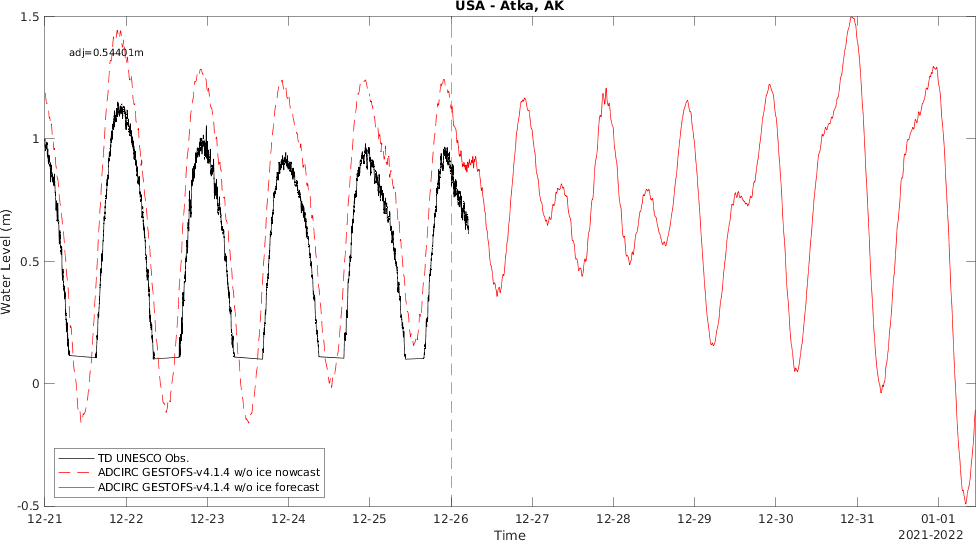 USA - Atka, AK
adj=0.54401m
Water Level (m)
1.5
1
0.5
0
-0.5
TD UNESCO Obs.
ADCIRC GESTOFS-v4.1.4 w/o ice nowcast
ADCIRC GESTOFS-v4.1.4 w/o ice forecast
12-21 12-22 12-23 12-24 12-25 12-26 12-27 12-28 12-29 12-30 12-31 01-01
Time
2021-2022